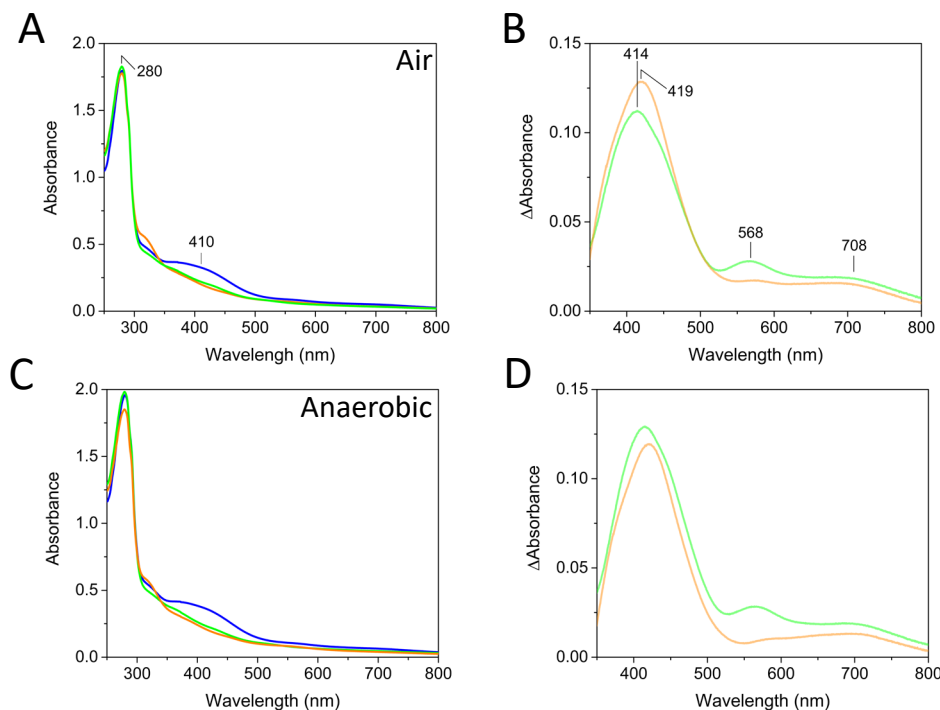 A
Air
2.0
1.5
1.0
0.5
0.0
280
410
Absorbance
300 400 500 600 700 800
Wavelength (nm)
B
0.15
0.10
0.05
0.00
414
419
568
708
ΔAbsorbance
400 500 600 700 800
Wavelength (nm)
C
Anaerobic
2.0
1.5
1.0
0.5
0.0
Absorbance
300 400 500 600 700 800
Wavelength (nm)
D
0.15
0.10
0.05
0.00
ΔAbsorbance
400 500 600 700 800
Wavelength (nm)